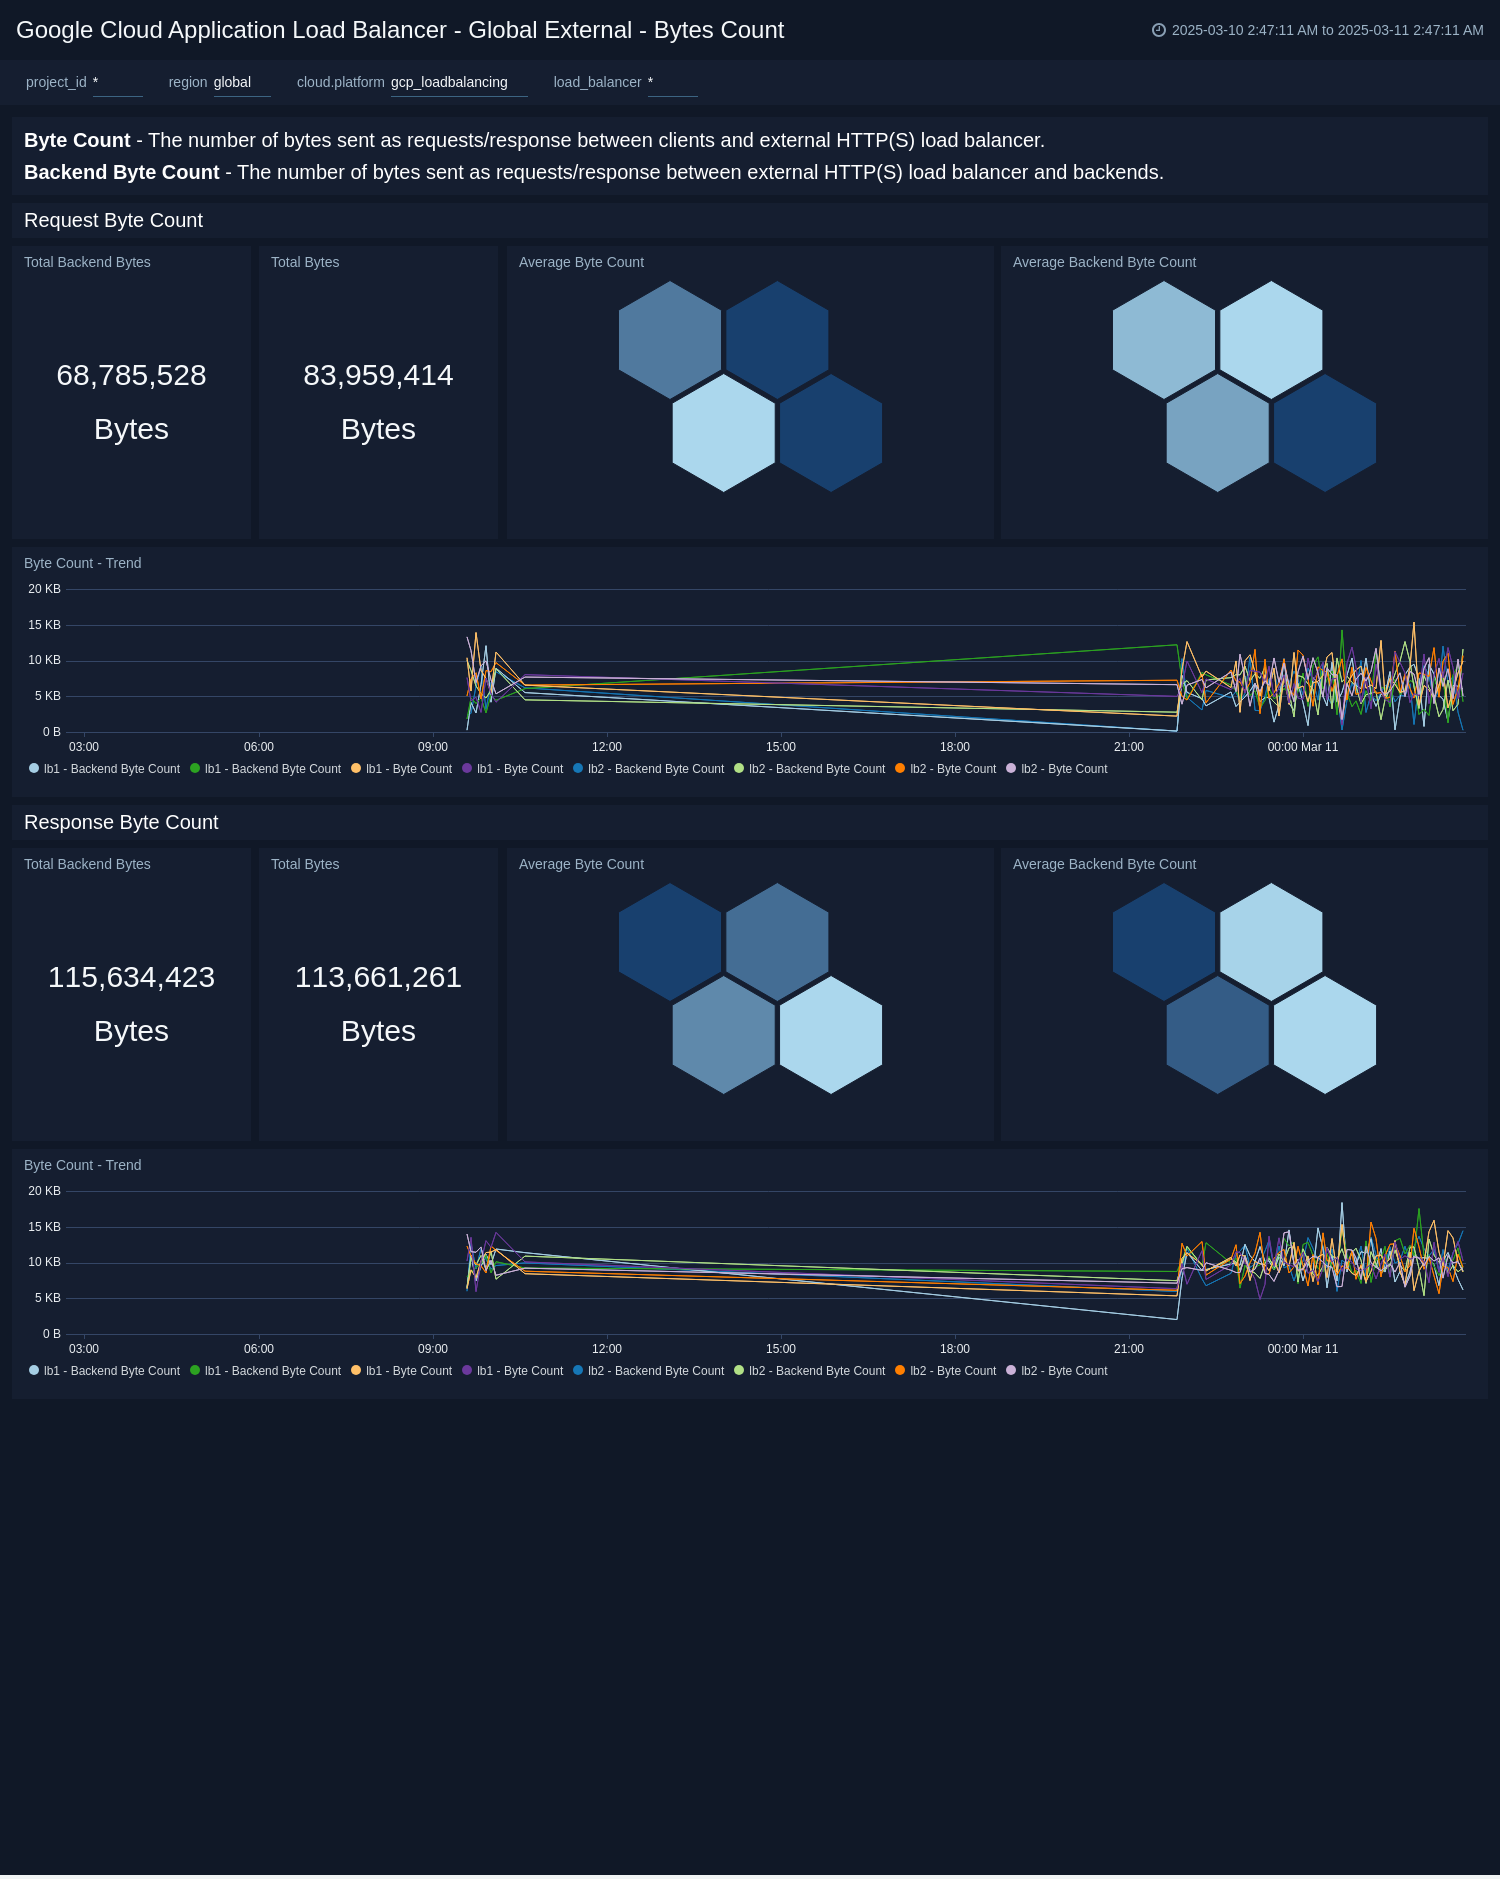 Google Cloud Application Load Balancer - Global External - Bytes Count
2025-03-10 2:47:11 AM to 2025-03-11 2:47:11 AM
project_id *
region global
cloud.platform gcp_loadbalancing
load_balancer *
Byte Count - The number of bytes sent as requests/response between clients and external HTTP(S) load balancer.
Backend Byte Count - The number of bytes sent as requests/response between external HTTP(S) load balancer and backends.
Request Byte Count
Total Backend Bytes
68,785,528
Bytes
Total Bytes
83,959,414
Bytes
Average Byte Count
Average Backend Byte Count
Byte Count - Trend
20 KB
15 KB
10 KB
5 KB
0 B
03:00 06:00 09:00 12:00 15:00 18:00 21:00 00:00 Mar 11
lb1 - Backend Byte Count lb1 - Backend Byte Count lb1 - Byte Count lb1 - Byte Count lb2 - Backend Byte Count lb2 - Backend Byte Count lb2 - Byte Count lb2 - Byte Count
Response Byte Count
Total Backend Bytes
115,634,423
Bytes
Total Bytes
113,661,261
Bytes
Average Byte Count
Average Backend Byte Count
Byte Count - Trend
20 KB
15 KB
10 KB
5 KB
0 B
03:00 06:00 09:00 12:00 15:00 18:00 21:00 00:00 Mar 11
lb1 - Backend Byte Count lb1 - Backend Byte Count lb1 - Byte Count lb1 - Byte Count lb2 - Backend Byte Count lb2 - Backend Byte Count lb2 - Byte Count lb2 - Byte Count